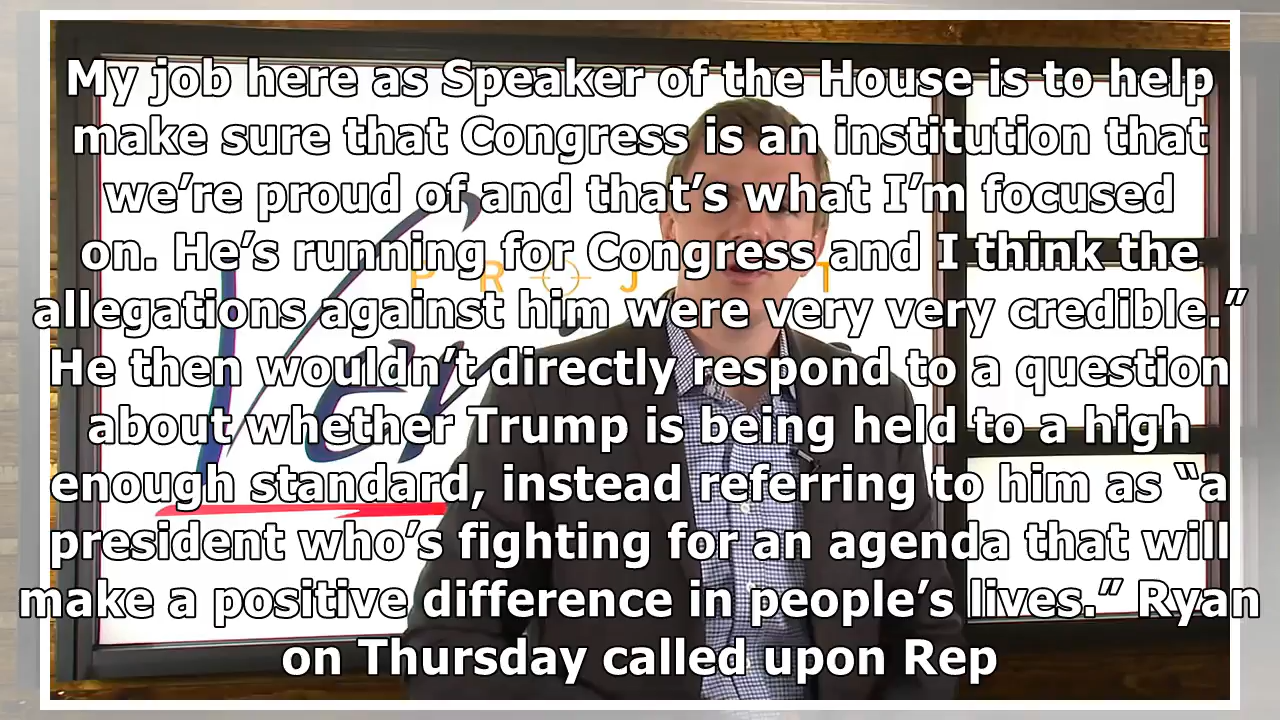 My job here as Speaker of the House is to help
make sure that Congress is an institution that
we’re proud of and that’s what I’m focused
on. He’s running for Congress and I think the
allegations against him were very very credible.”
He then wouldn’t directly respond to a question
about whether Trump is being held to a high
enough standard, instead referring to him as “a
president who’s fighting for an agenda that will
make a positive difference in people’s lives.” Ryan
on Thursday called upon Rep